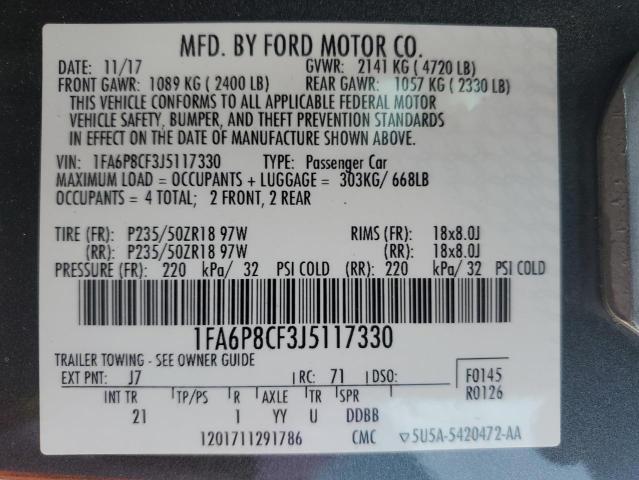 MFD. BY FORD MOTOR CO.
DATE: 11/17 GVWR: 2141 KG ( 4720 LB)
FRONT GAWR: 1089 KG ( 2400 LB) REAR GAWR: 1057 KG ( 2330 LB)
THIS VEHICLE CONFORMS TO ALL APPLICABLE FEDERAL MOTOR
VEHICLE SAFETY, BUMPER, AND THEFT PREVENTION STANDARDS
IN EFFECT ON THE DATE OF MANUFACTURE SHOWN ABOVE.
VIN: 1FA6P8CF3J5117330 TYPE: Passenger Car
MAXIMUM LOAD = OCCUPANTS + LUGGAGE = 303KG/ 668LB
OCCUPANTS = 4 TOTAL; 2 FRONT, 2 REAR
TIRE (FR): P235/50ZR18 97W RIMS (FR): 18x8.0J
(RR): P235/50ZR18 97W (RR): 18x8.0J
PRESSURE (FR): 220 kPa/ 32 PSI COLD (RR): 220 kPa/ 32 PSI COLD
1FA6P8CF3J5117330
TRAILER TOWING - SEE OWNER GUIDE
EXT PNT: J7 RC: 71 DSO: F0145
INT TR TP/PS R AXLE TR SPR R0126
21 1 YY U DDBB
1201711291786 CMC ▽5U5A-5420472-AA